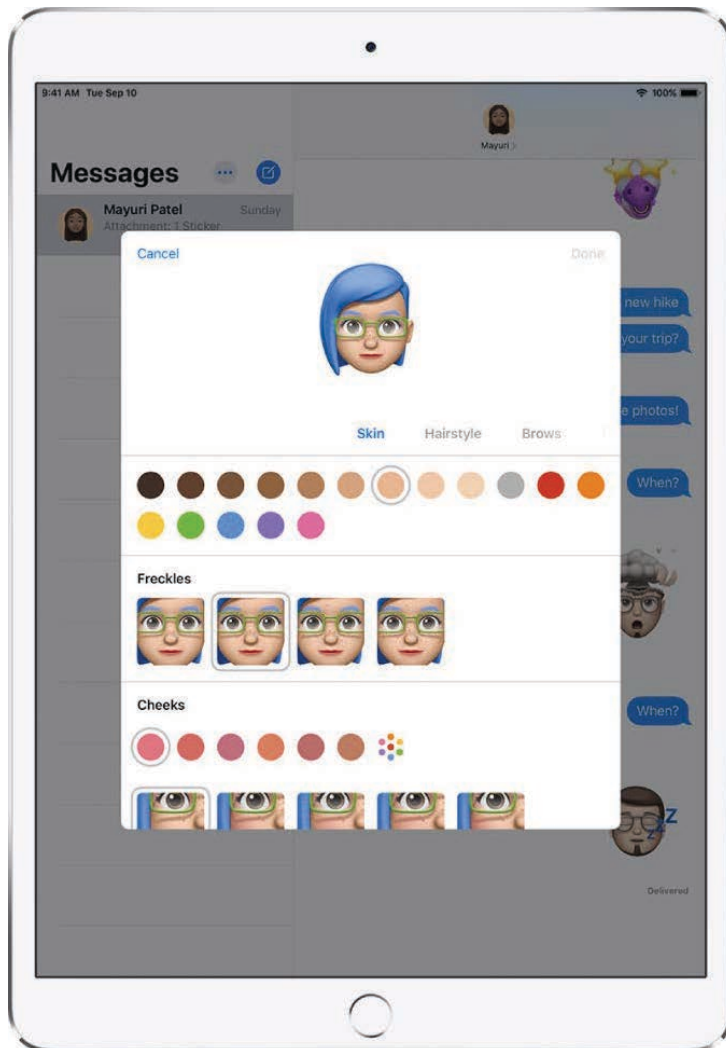 9:41 AM Tue Sep 10
100%
Mayuri
Messages
Mayuri Patel
Sunday
Attachment: 1 Sticker
new hike
your trip?
e photos!
When?
When?
Delivered
Cancel
Done
Skin Hairstyle Brows
Freckles
Cheeks
ZZZ